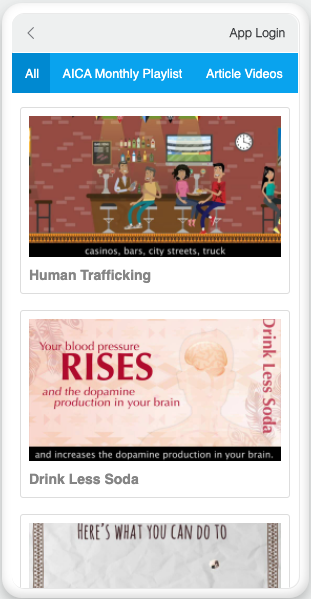 App Login
All AICA Monthly Playlist Article Videos
casinos, bars, city streets, truck
Human Trafficking
Your blood pressure
RISES
and the dopamine
production in your brain
Drink Less Soda
and increases the dopamine production in your brain.
Drink Less Soda
HERE'S WHAT YOU CAN DO TO